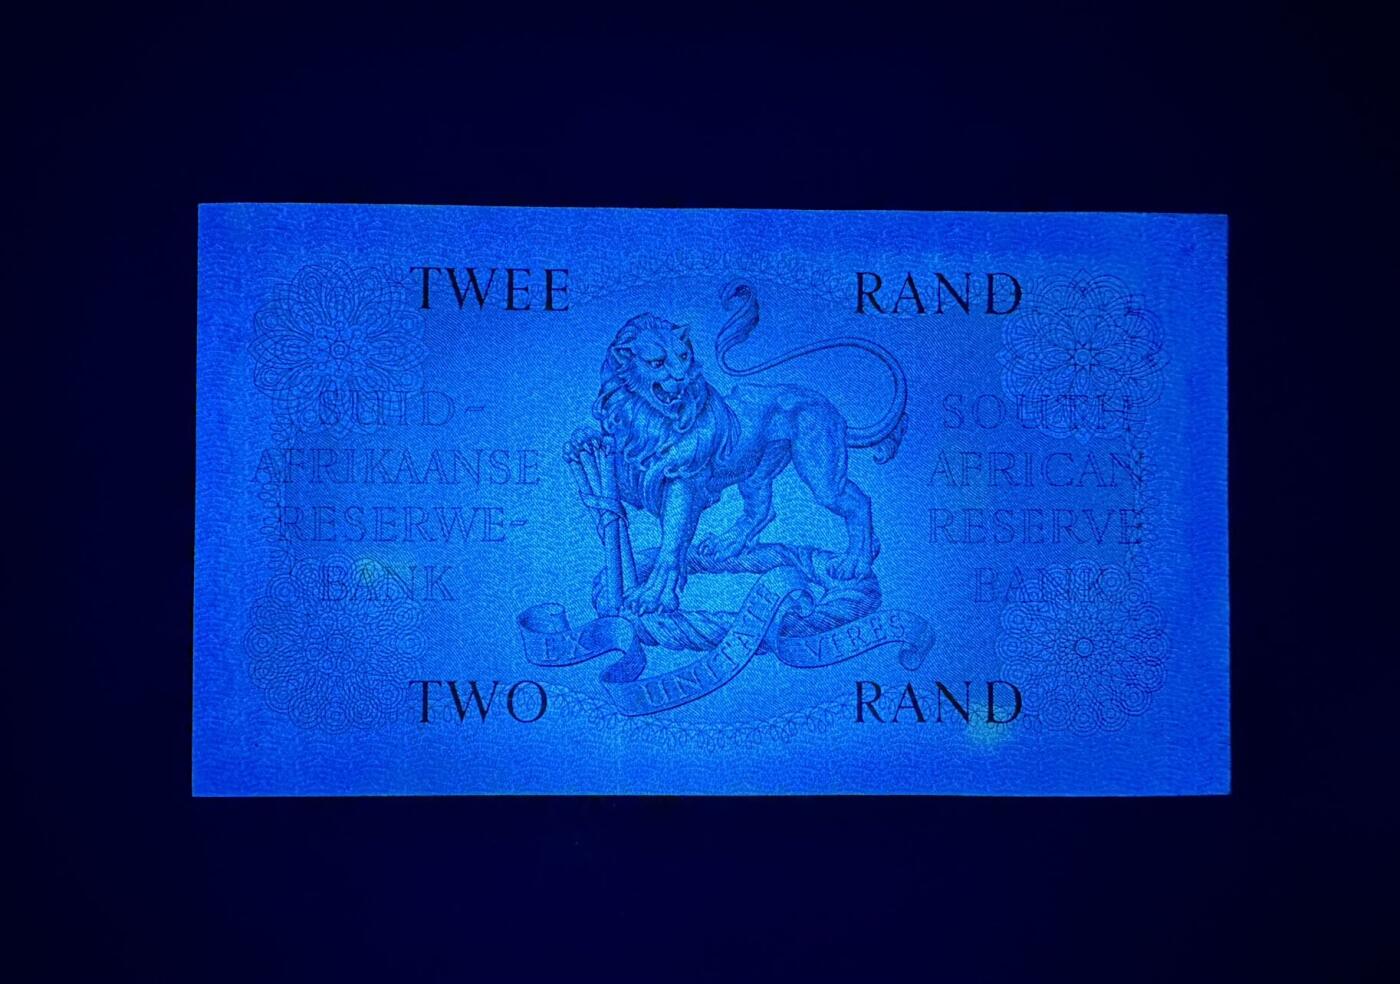 TWEE RAND
SUID-
AFRIKAANSE
RESERWE-
BANK
SOUTH
AFRICAN
RESERVE
BANK
EX UNITATE VIRES
TWO RAND